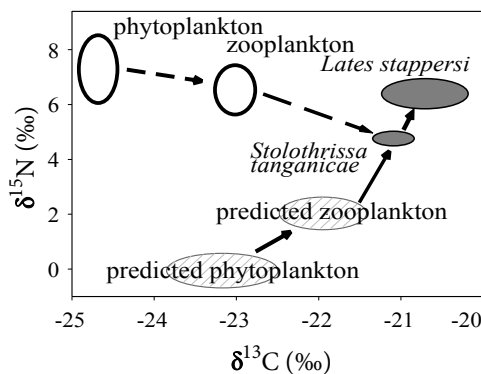 phytoplankton
zooplankton
Lates stappersi
Stolothrissa
tanganicae
predicted zooplankton
predicted phytoplankton
8
6
4
2
0
δ15N (‰)
-25 -24 -23 -22 -21 -20
δ13C (‰)